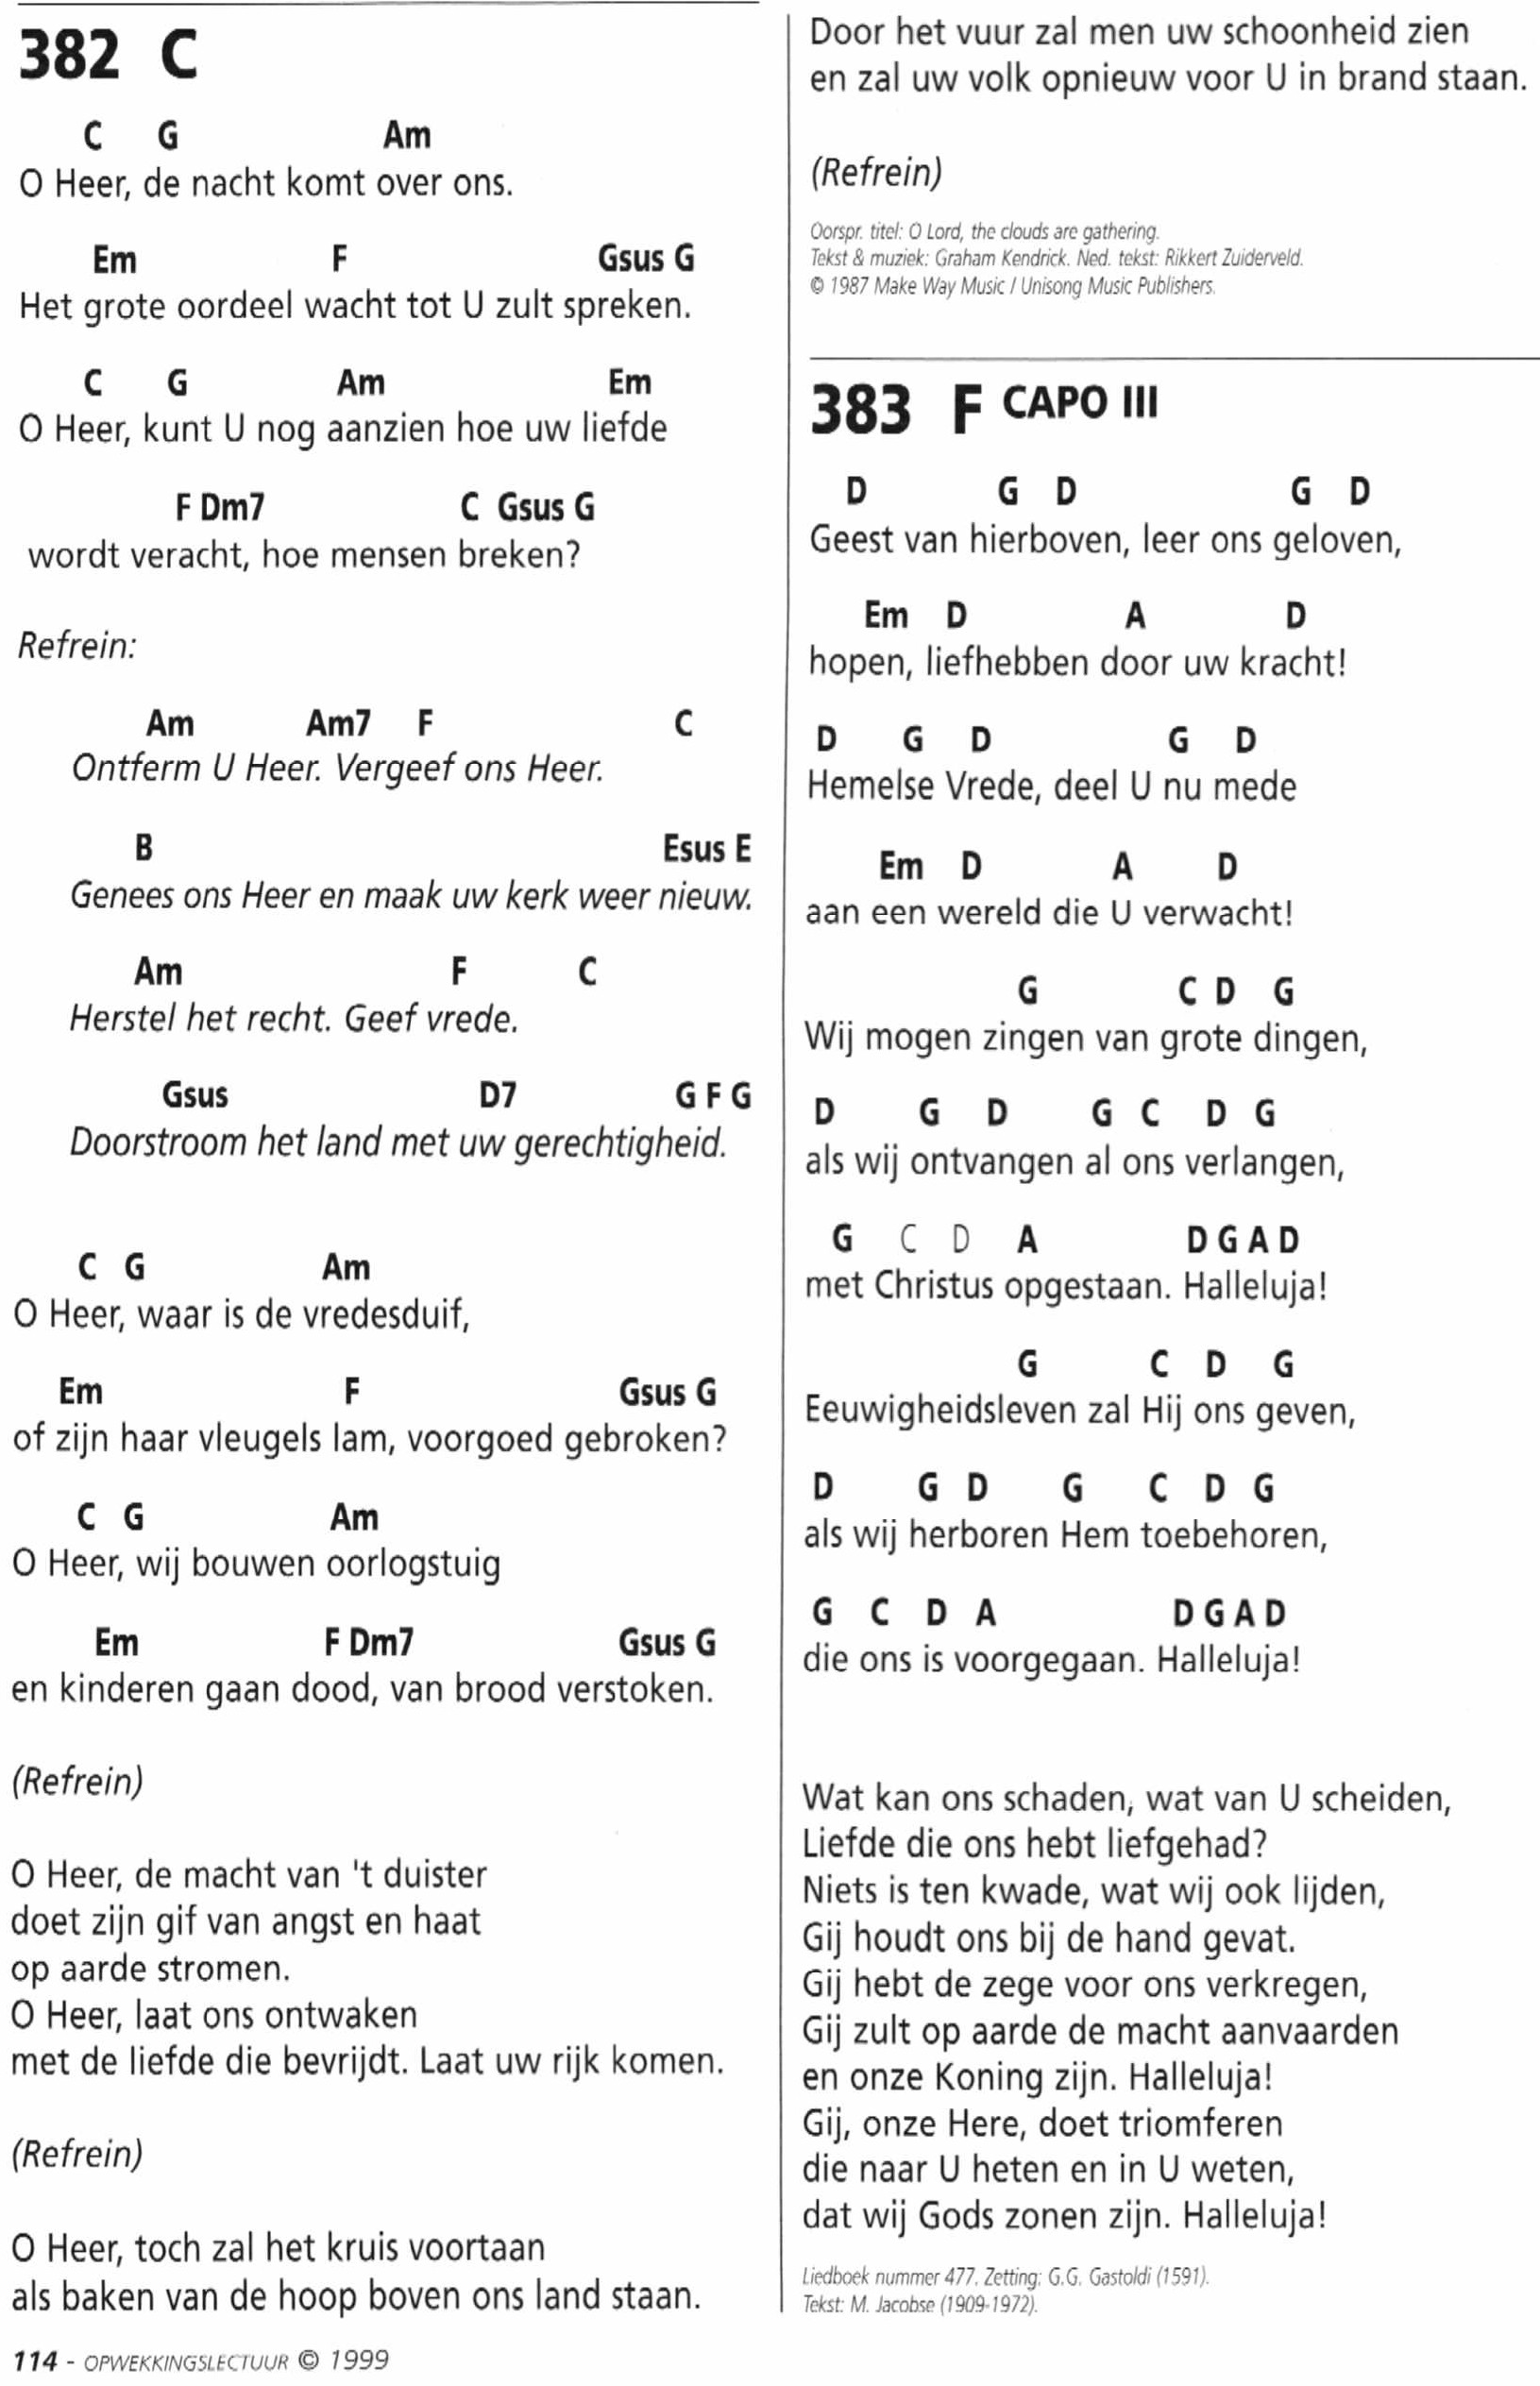 382 C
C G Am
O Heer, de nacht komt over ons.
Em F Gsus G
Het grote oordeel wacht tot U zult spreken.
C G Am Em
O Heer, kunt U nog aanzien hoe uw liefde
F Dm7 C Gsus G
wordt veracht, hoe mensen breken?
Refrein:
Am Am7 F C
Ontferm U Heer. Vergeef ons Heer.
B Esus E
Genees ons Heer en maak uw kerk weer nieuw.
Am F C
Herstel het recht. Geef vrede.
Gsus D7 G F G
Doorstroom het land met uw gerechtigheid.
C G Am
O Heer, waar is de vredesduif,
Em F Gsus G
of zijn haar vleugels lam, voorgoed gebroken?
C G Am
O Heer, wij bouwen oorlogstuig
Em F Dm7 Gsus G
en kinderen gaan dood, van brood verstoken.
(Refrein)
O Heer, de macht van 't duister
doet zijn gif van angst en haat
op aarde stromen.
O Heer, laat ons ontwaken
met de liefde die bevrijdt. Laat uw rijk komen.
(Refrein)
O Heer, toch zal het kruis voortaan
als baken van de hoop boven ons land staan.
Door het vuur zal men uw schoonheid zien
en zal uw volk opnieuw voor U in brand staan.
(Refrein)
Oorspr. titel: O Lord, the clouds are gathering.
Tekst & muziek: Graham Kendrick. Ned. tekst: Rikkert Zuiderveld.
© 1987 Make Way Music / Unisong Music Publishers.
383 F CAPO III
D G D G D
Geest van hierboven, leer ons geloven,
Em D A D
hopen, liefhebben door uw kracht!
D G D G D
Hemelse Vrede, deel U nu mede
Em D A D
aan een wereld die U verwacht!
G C D G
Wij mogen zingen van grote dingen,
D G D G C D G
als wij ontvangen al ons verlangen,
G C D A D G A D
met Christus opgestaan. Halleluja!
G C D G
Eeuwigheidsleven zal Hij ons geven,
D G D G C D G
als wij herboren Hem toebehoren,
G C D A D G A D
die ons is voorgegaan. Halleluja!
Wat kan ons schaden, wat van U scheiden,
Liefde die ons hebt liefgehad?
Niets is ten kwade, wat wij ook lijden,
Gij houdt ons bij de hand gevat.
Gij hebt de zege voor ons verkregen,
Gij zult op aarde de macht aanvaarden
en onze Koning zijn. Halleluja!
Gij, onze Here, doet triomferen
die naar U heten en in U weten,
dat wij Gods zonen zijn. Halleluja!
Liedboek nummer 477. Zetting: G.G. Gastoldi (1591).
Tekst: M. Jacobse (1909-1972).
114 - OPWEKKINGSLECTUUR © 1999